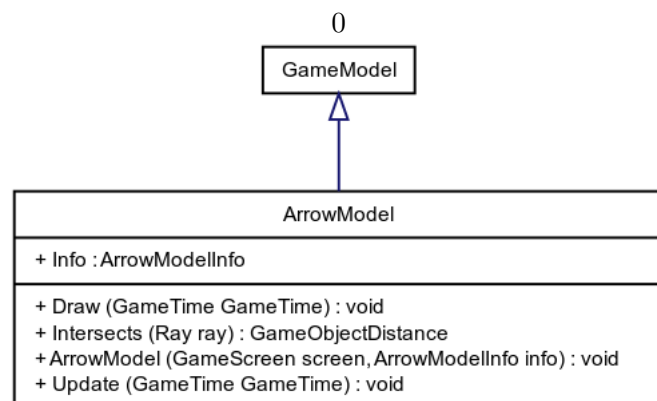 0
GameModel
ArrowModel
+ Info : ArrowModelInfo
+ Draw (GameTime GameTime) : void
+ Intersects (Ray ray) : GameObjectDistance
+ ArrowModel (GameScreen screen, ArrowModelInfo info) : void
+ Update (GameTime GameTime) : void